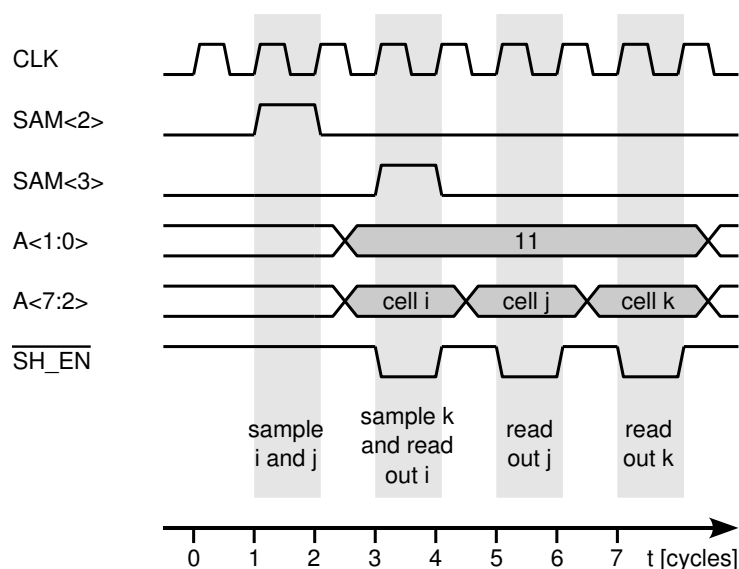 CLK
SAM<2>
SAM<3>
A<1:0>
11
A<7:2>
cell i
cell j
cell k
SH_EN
sample
i and j
sample k
and read
out i
read
out j
read
out k
0 1 2 3 4 5 6 7 t [cycles]